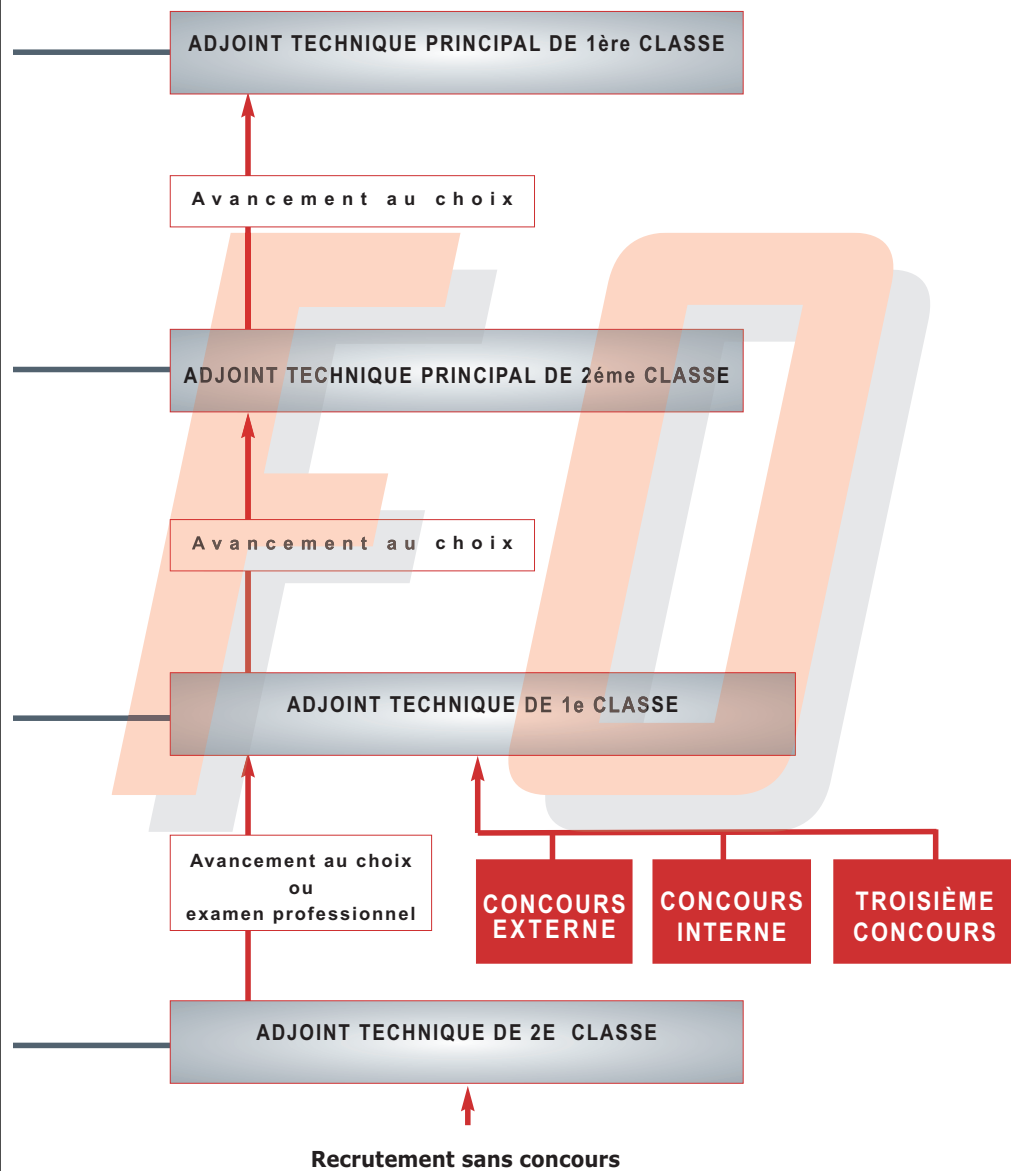 ADJOINT TECHNIQUE PRINCIPAL DE 1ère CLASSE
Avancement au choix
ADJOINT TECHNIQUE PRINCIPAL DE 2éme CLASSE
Avancement au choix
ADJOINT TECHNIQUE DE 1e CLASSE
Avancement au choix
ou
examen professionnel
CONCOURS
EXTERNE
CONCOURS
INTERNE
TROISIÈME
CONCOURS
ADJOINT TECHNIQUE DE 2E CLASSE
Recrutement sans concours
FO